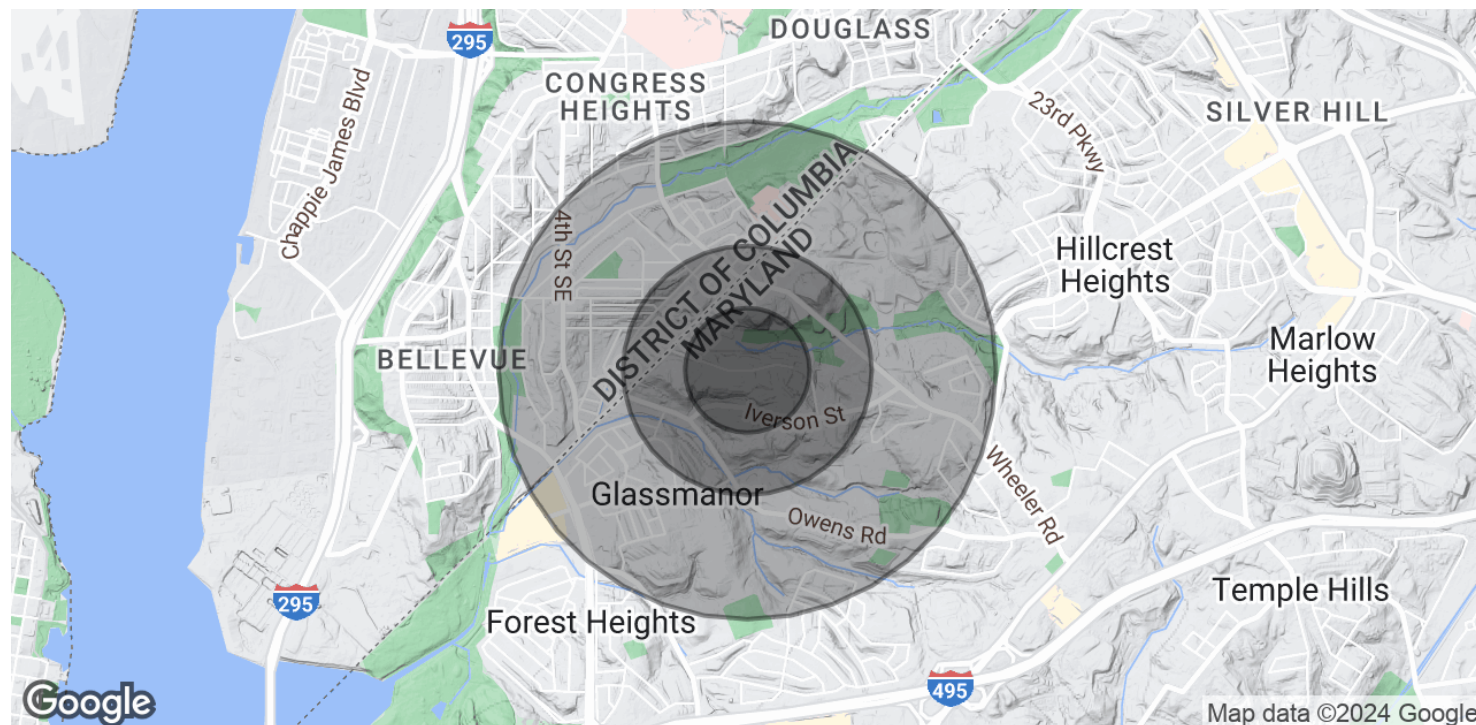 DOUGLASS
295
CONGRESS
HEIGHTS
23rd Pkwy
SILVER HILL
Chappie James Blvd
4th St SE
DISTRICT OF COLUMBIA
MARYLAND
Hillcrest
Heights
Marlow
Heights
BELLEVUE
Iverson St
Glassmanor
Owens Rd
Wheeler Rd
295
Forest Heights
Temple Hills
495
Google
Map data ©2024 Google